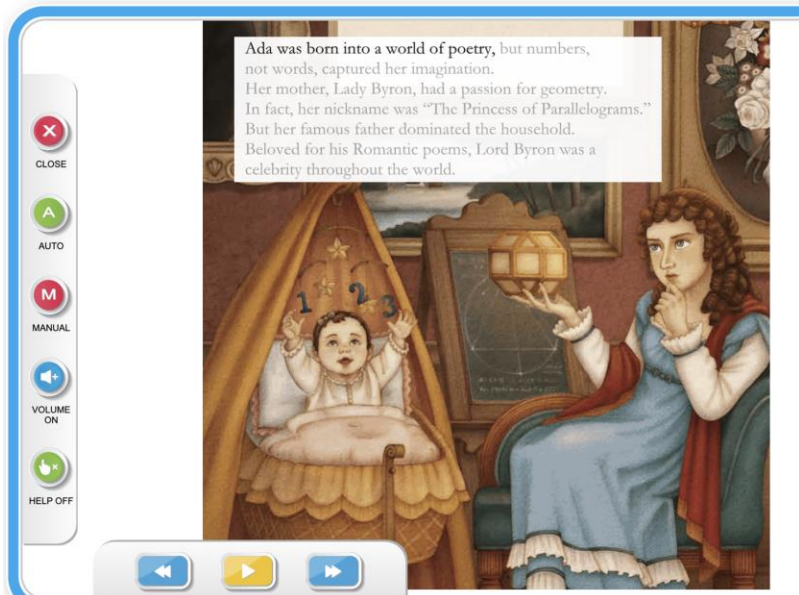 Ada was born into a world of poetry, but numbers,
not words, captured her imagination.
Her mother, Lady Byron, had a passion for geometry.
In fact, her nickname was “The Princess of Parallelograms.”
But her famous father dominated the household.
Beloved for his Romantic poems, Lord Byron was a
celebrity throughout the world.
X
CLOSE
A
AUTO
M
MANUAL
VOLUME
ON
HELP OFF
1 2 3